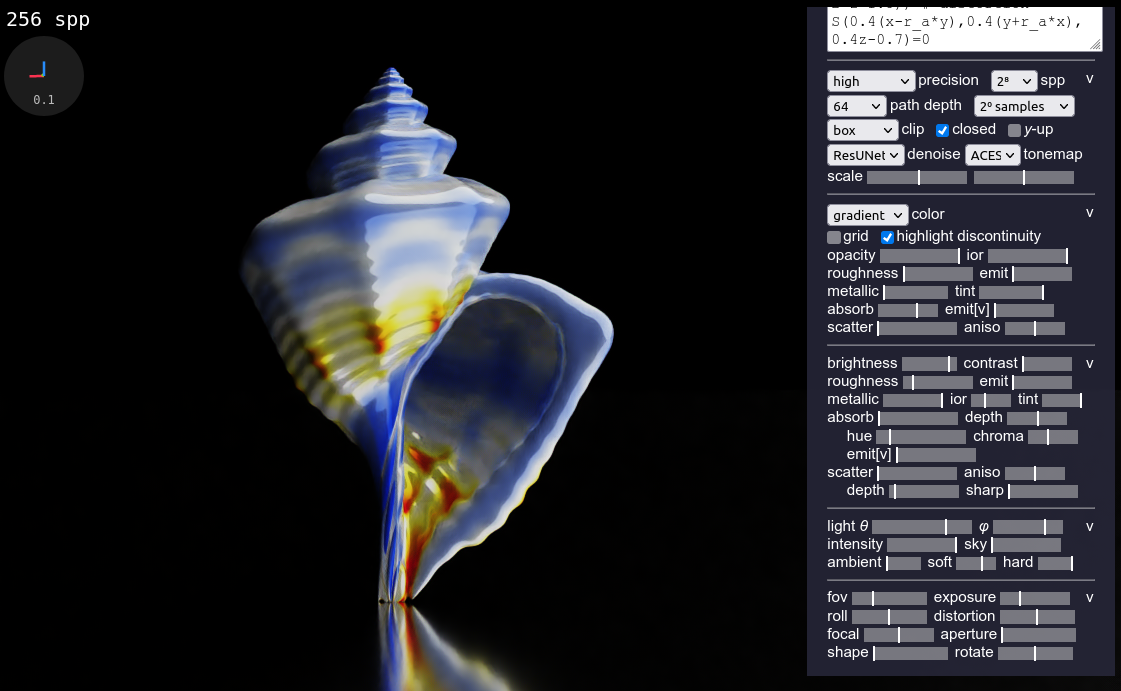 256 spp
0.1
S(0.4(x-r_a*y),0.4(y+r_a*x),
0.4z-0.7)=0
high precision 2⁸ spp v
64 path depth 2⁰ samples
box clip closed y-up
ResUNet denoise ACES tonemap
scale
gradient color v
grid highlight discontinuity
opacity ior
roughness emit
metallic tint
absorb emit[v]
scatter aniso
brightness contrast v
roughness emit
metallic ior tint
absorb depth
hue chroma
emit[v]
scatter aniso
depth sharp
light θ φ v
intensity sky
ambient soft hard
fov exposure v
roll distortion
focal aperture
shape rotate